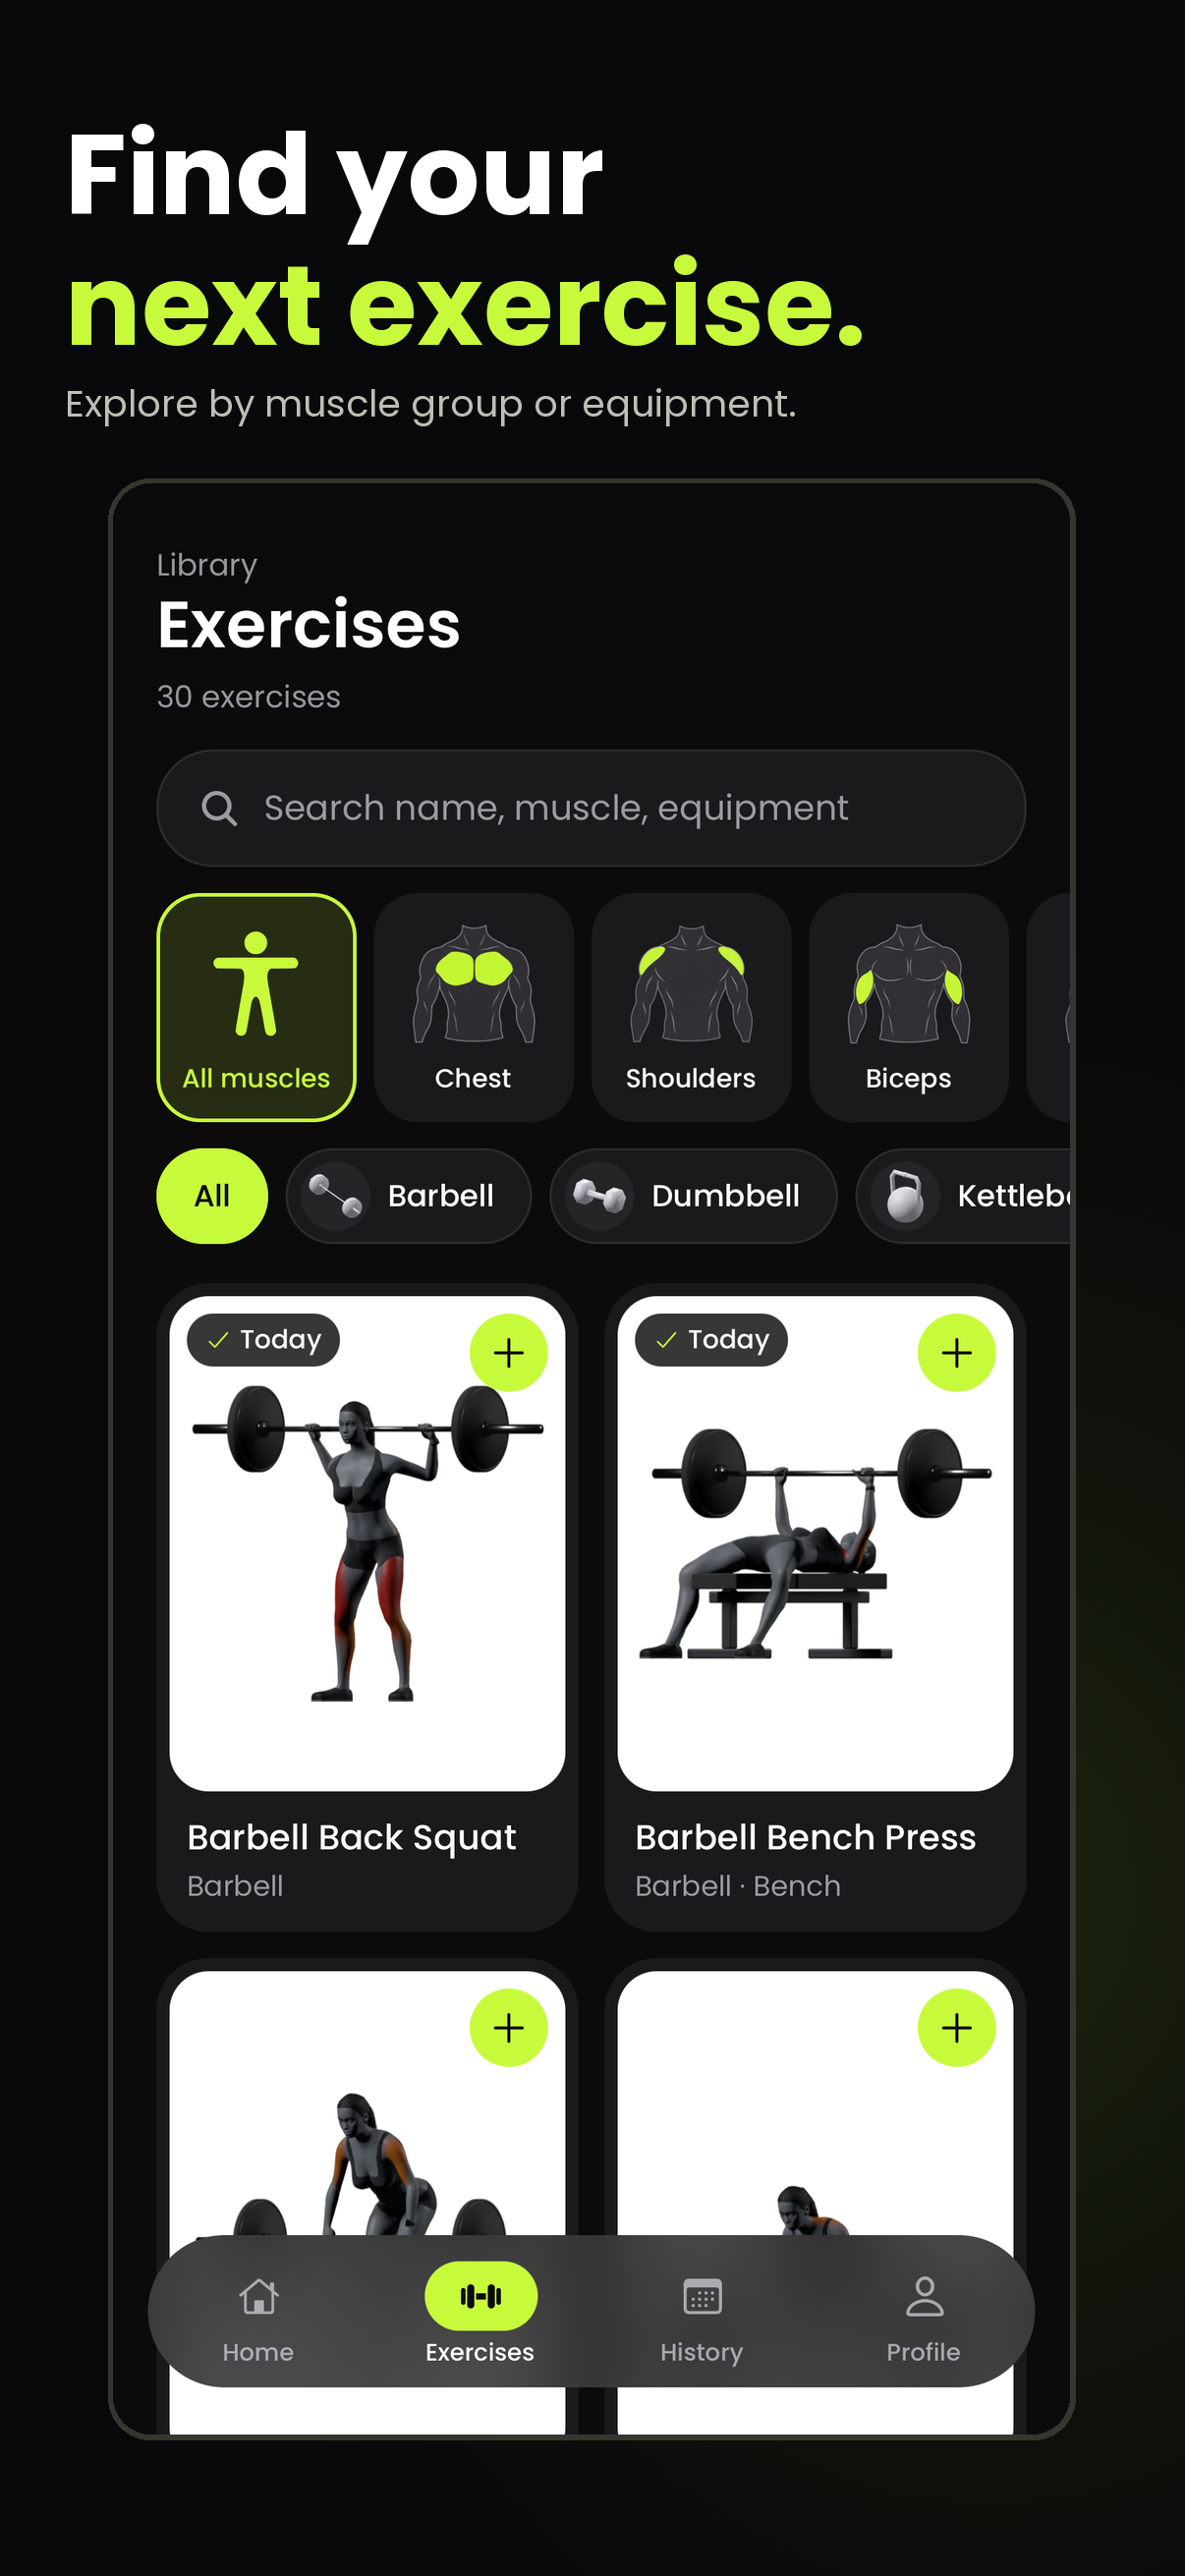 Find your
next exercise.
Explore by muscle group or equipment.
Library
Exercises
30 exercises
Search name, muscle, equipment
All muscles
Chest
Shoulders
Biceps
All
Barbell
Dumbbell
Kettleb
Today
Today
Barbell Back Squat
Barbell
Barbell Bench Press
Barbell · Bench
Home
Exercises
History
Profile